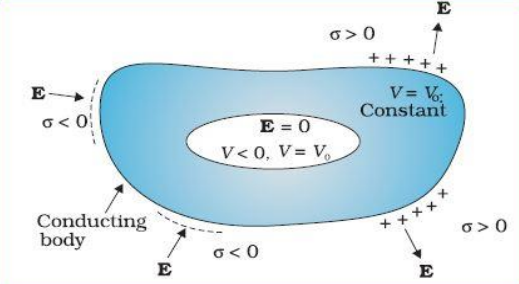 E
σ > 0
+ + + + +
E
V = V₀,
Constant
σ < 0
E = 0
V < 0, V = V₀
Conducting
body
+ + + + +
σ > 0
σ < 0
E
E